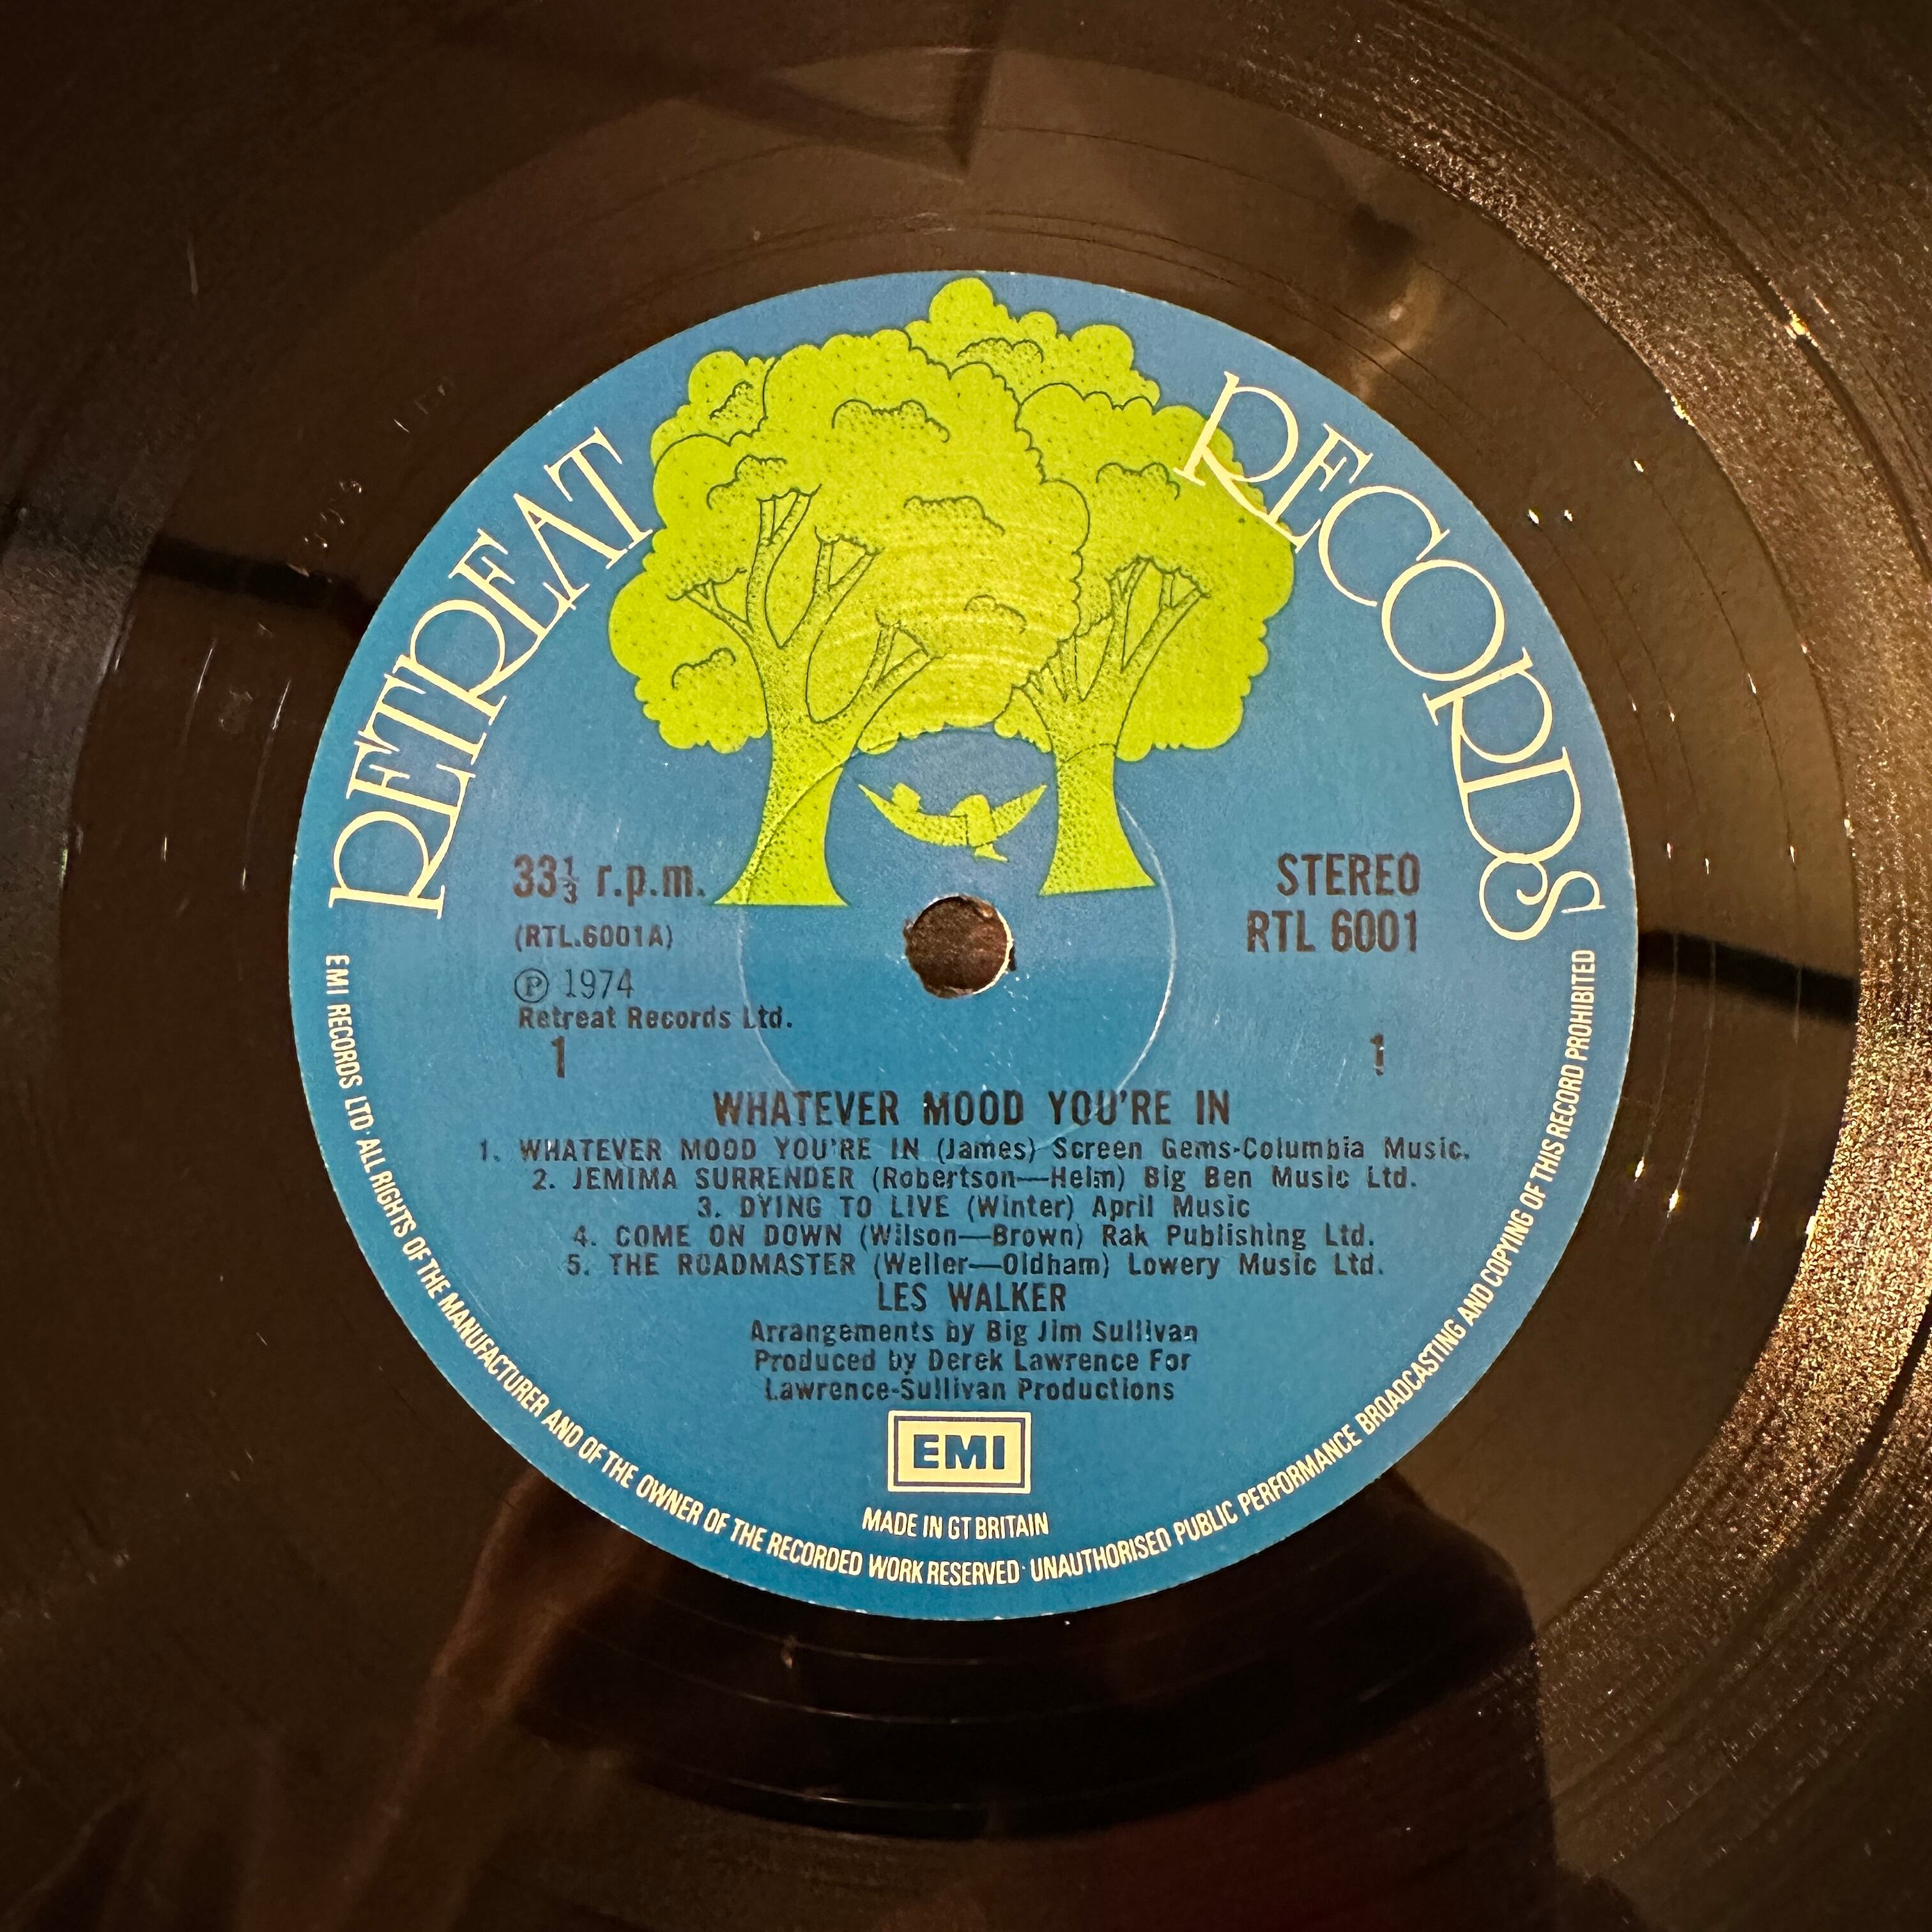 RETREAT RECORDS
33⅓ r.p.m.
(RTL.6001A)
Ⓟ 1974
Retreat Records Ltd.
1
STEREO
RTL 6001
1
WHATEVER MOOD YOU'RE IN
1. WHATEVER MOOD YOU'RE IN (James) Screen Gems-Columbia Music.
2. JEMIMA SURRENDER (Robertson—Helm) Big Ben Music Ltd.
3. DYING TO LIVE (Winter) April Music
4. COME ON DOWN (Wilson—Brown) Rak Publishing Ltd.
5. THE ROADMASTER (Weller—Oldham) Lowery Music Ltd.
LES WALKER
Arrangements by Big Jim Sullivan
Produced by Derek Lawrence For
Lawrence-Sullivan Productions
EMI
MADE IN GT BRITAIN
EMI RECORDS LTD · ALL RIGHTS OF THE MANUFACTURER AND OF THE OWNER OF THE RECORDED WORK RESERVED · UNAUTHORISED PUBLIC PERFORMANCE BROADCASTING AND COPYING OF THIS RECORD PROHIBITED